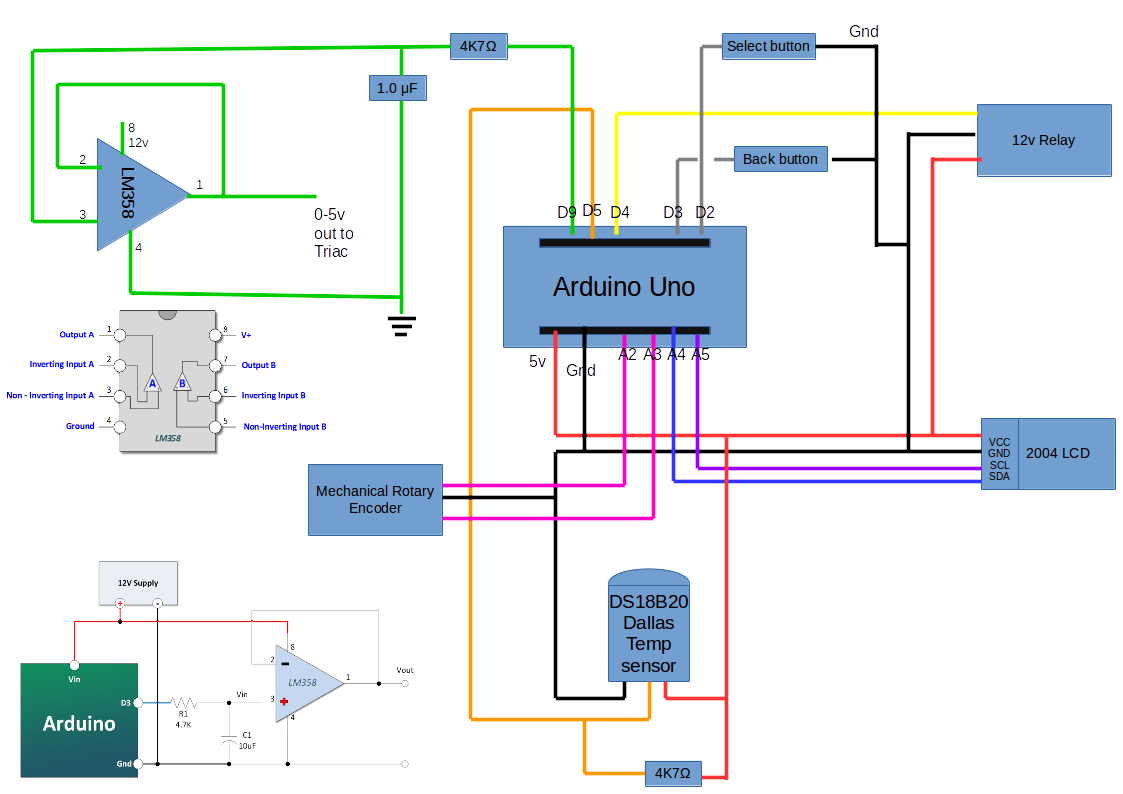 Gnd
4K7Ω
Select button
1.0 µF
8
12v
2
LM358
1
3
4
0-5v
out to
Triac
Back button
12v Relay
D9
D5
D4
D3
D2
Arduino Uno
5v
Gnd
A2
A3
A4
A5
Output A
1
8
V+
Inverting Input A
2
7
Output B
A
B
Non - Inverting Input A
3
6
Inverting Input B
Ground
4
5
Non-Inverting Input B
LM358
VCC
GND
SCL
SDA
2004 LCD
Mechanical Rotary
Encoder
DS18B20
Dallas
Temp
sensor
4K7Ω
12V Supply
+
-
Vin
Arduino
D3
R1
4.7K
Vin
C1
10uF
Gnd
2
8
LM358
3
4
1
Vout